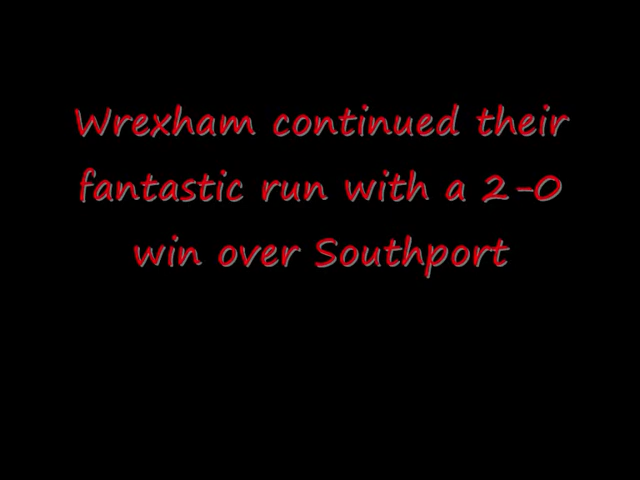 Wrexham continued their
fantastic run with a 2-0
win over Southport